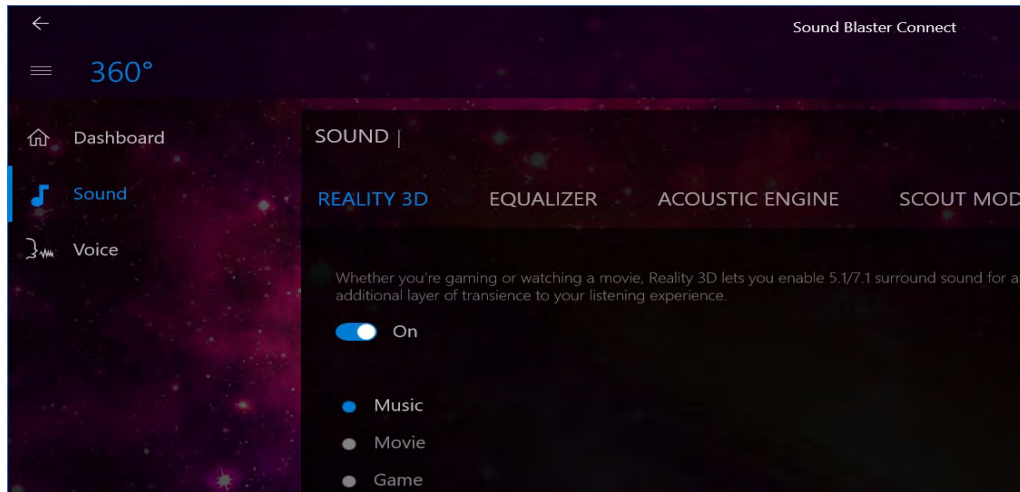 Sound Blaster Connect
360°
Dashboard
Sound
Voice
SOUND |
REALITY 3D EQUALIZER ACOUSTIC ENGINE SCOUT MOD
Whether you're gaming or watching a movie, Reality 3D lets you enable 5.1/7.1 surround sound for a
additional layer of transience to your listening experience.
On
Music
Movie
Game